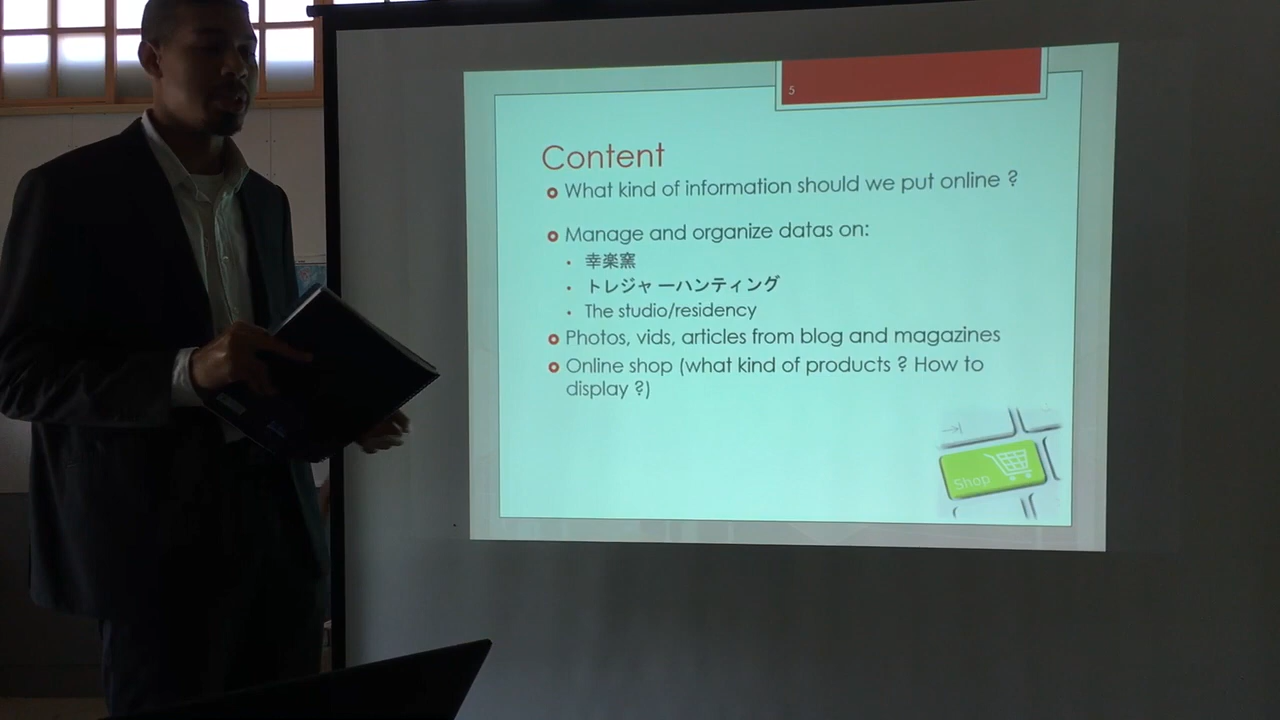 5
Content
What kind of information should we put online ?
Manage and organize datas on:
幸楽窯
トレジャーハンティング
The studio/residency
Photos, vids, articles from blog and magazines
Online shop (what kind of products ? How to
display ?)
Shop